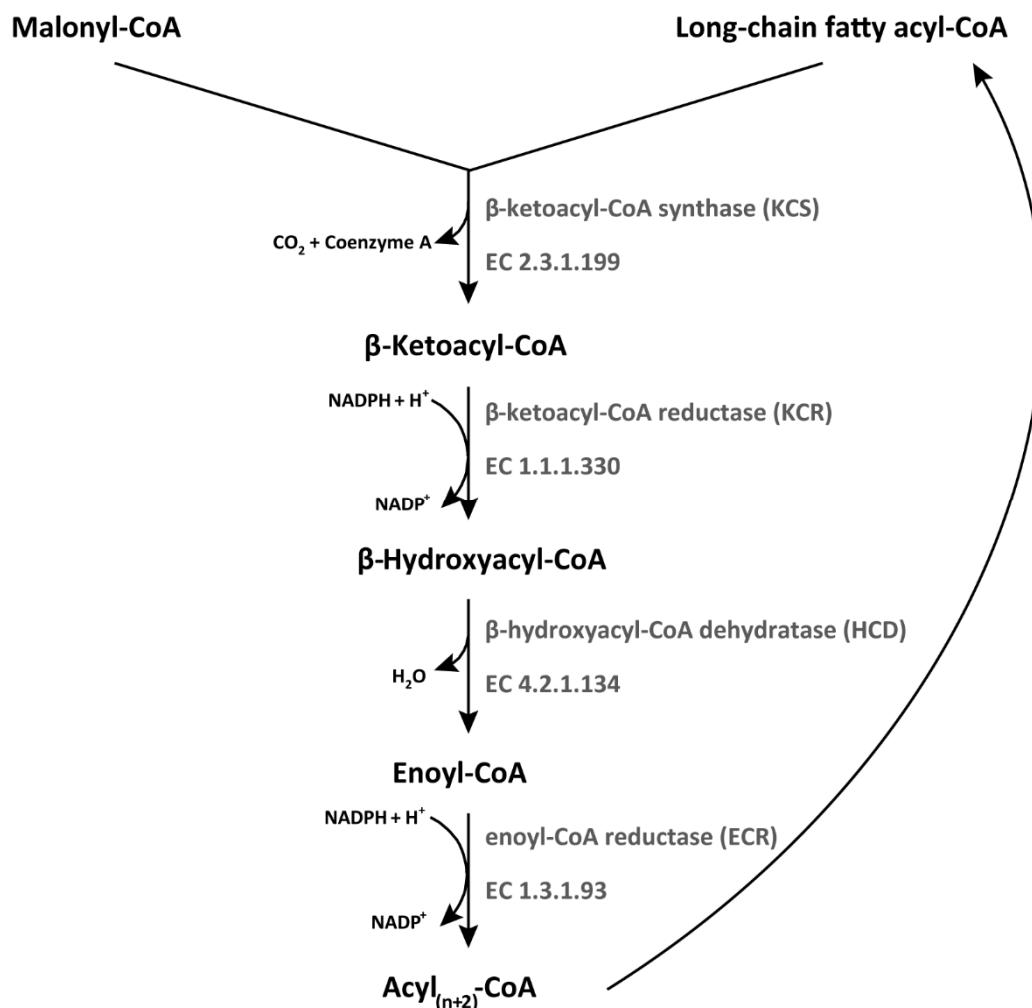 Malonyl-CoA
Long-chain fatty acyl-CoA
β-ketoacyl-CoA synthase (KCS)
CO₂ + Coenzyme A
EC 2.3.1.199
β-Ketoacyl-CoA
NADPH + H⁺
β-ketoacyl-CoA reductase (KCR)
EC 1.1.1.330
NADP⁺
β-Hydroxyacyl-CoA
β-hydroxyacyl-CoA dehydratase (HCD)
H₂O
EC 4.2.1.134
Enoyl-CoA
NADPH + H⁺
enoyl-CoA reductase (ECR)
EC 1.3.1.93
NADP⁺
Acyl₍ₙ₊₂₎-CoA